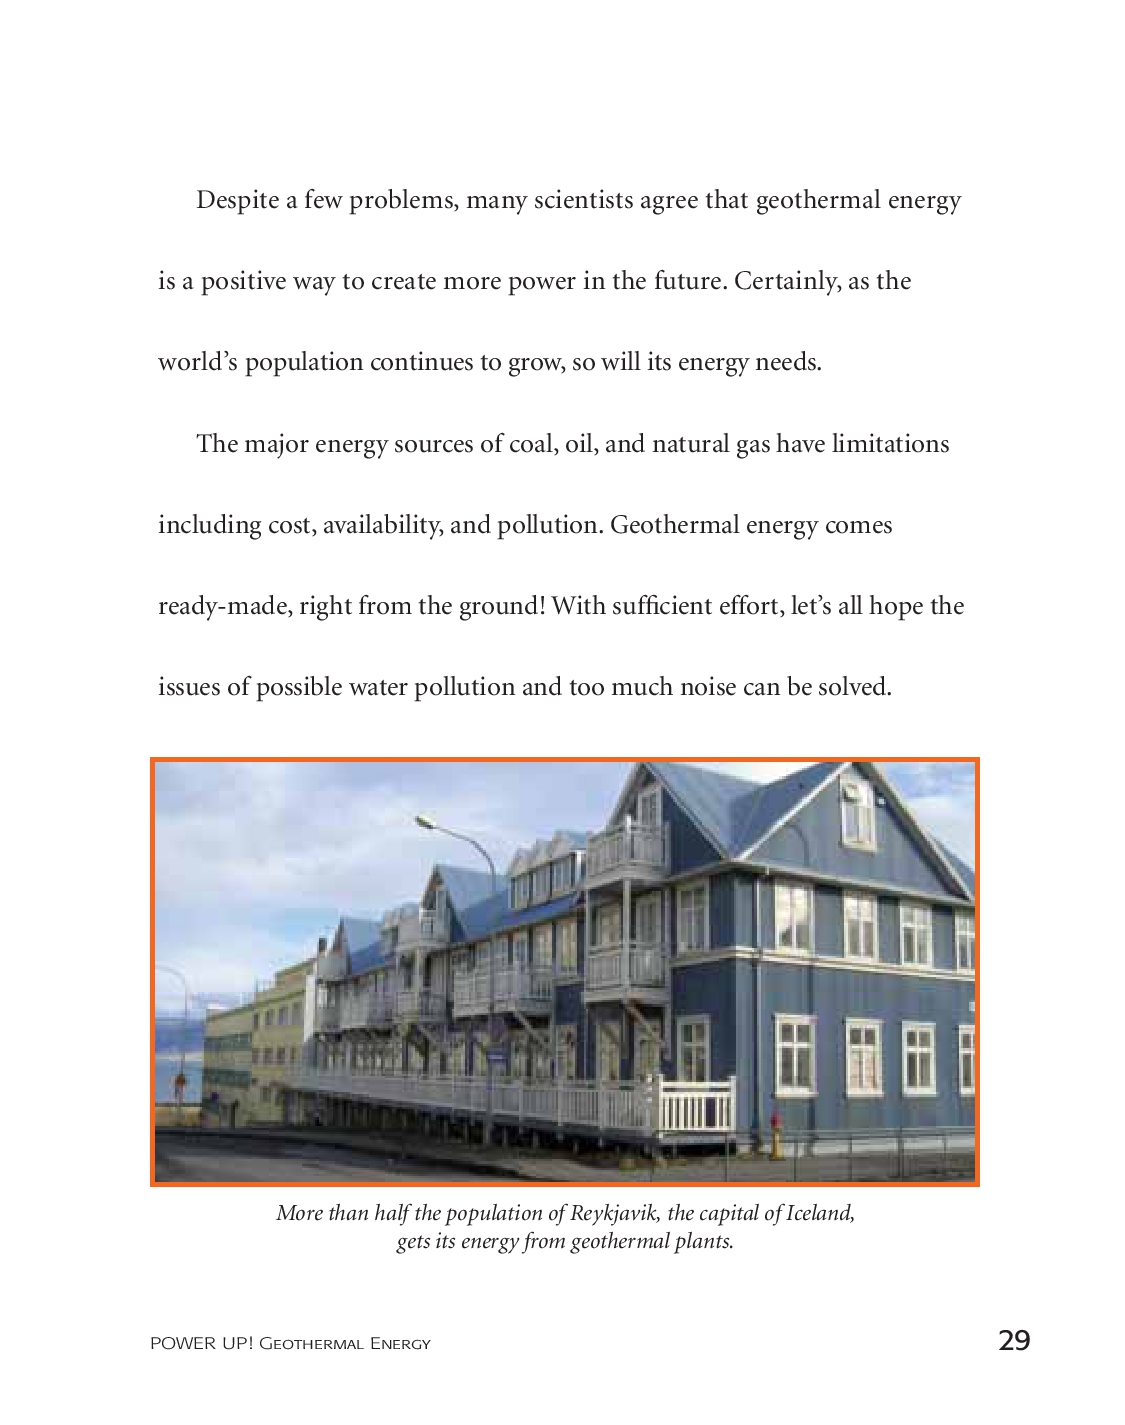 Despite a few problems, many scientists agree that geothermal energy
is a positive way to create more power in the future. Certainly, as the
world’s population continues to grow, so will its energy needs.
The major energy sources of coal, oil, and natural gas have limitations
including cost, availability, and pollution. Geothermal energy comes
ready-made, right from the ground! With sufficient effort, let’s all hope the
issues of possible water pollution and too much noise can be solved.
More than half the population of Reykjavik, the capital of Iceland,
gets its energy from geothermal plants.
POWER UP! Geothermal Energy 29